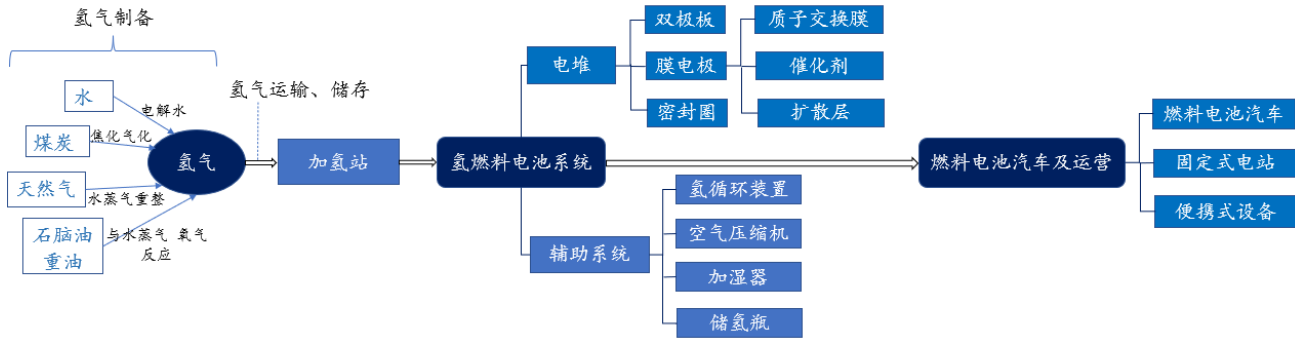 氢气制备
水
电解水
煤炭
焦化气化
天然气
水蒸气重整
石脑油
重油
与水蒸气 氧气
反应
氢气
氢气运输、储存
加氢站
氢燃料电池系统
电堆
双极板
膜电极
密封圈
质子交换膜
催化剂
扩散层
辅助系统
氢循环装置
空气压缩机
加湿器
储氢瓶
燃料电池汽车及运营
燃料电池汽车
固定式电站
便携式设备